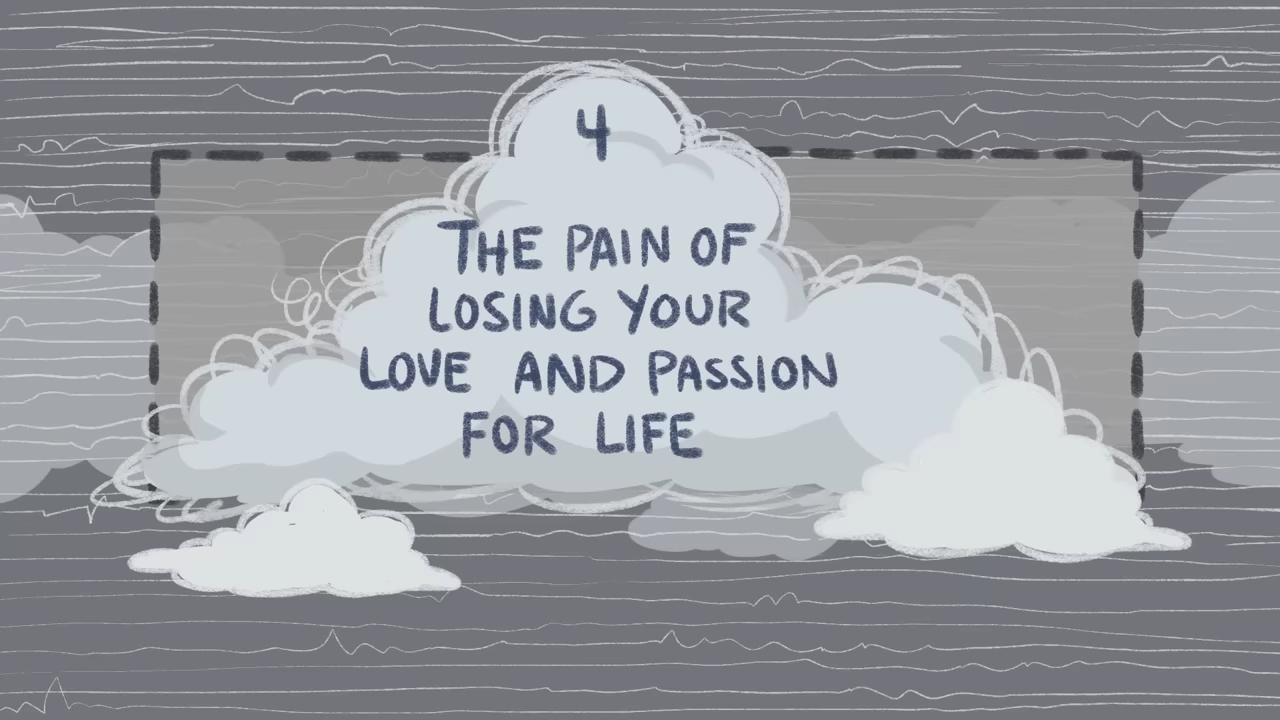 4
THE PAIN OF
LOSING YOUR
LOVE AND PASSION
FOR LIFE